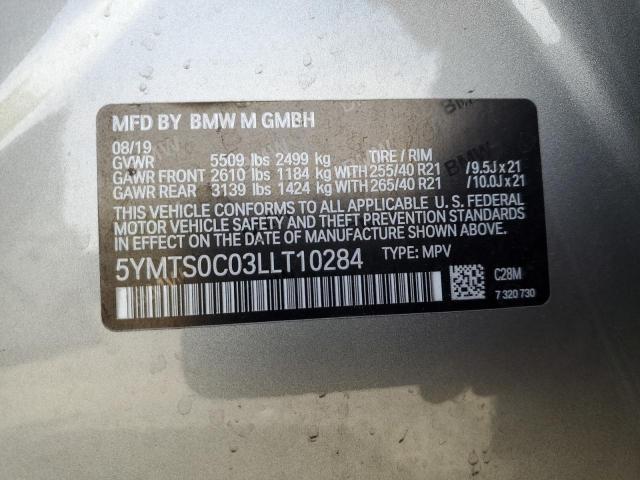 MFD BY BMW M GMBH
08/19
GVWR 5509 lbs 2499 kg TIRE / RIM
GAWR FRONT 2610 lbs 1184 kg WITH 255/40 R21 /9.5J x 21
GAWR REAR 3139 lbs 1424 kg WITH 265/40 R21 /10.0J x 21
THIS VEHICLE CONFORMS TO ALL APPLICABLE U. S. FEDERAL
MOTOR VEHICLE SAFETY AND THEFT PREVENTION STANDARDS
IN EFFECT ON THE DATE OF MANUFACTURE SHOWN ABOVE.
5YMTS0C03LLT10284 TYPE: MPV
C28M
7 320 730